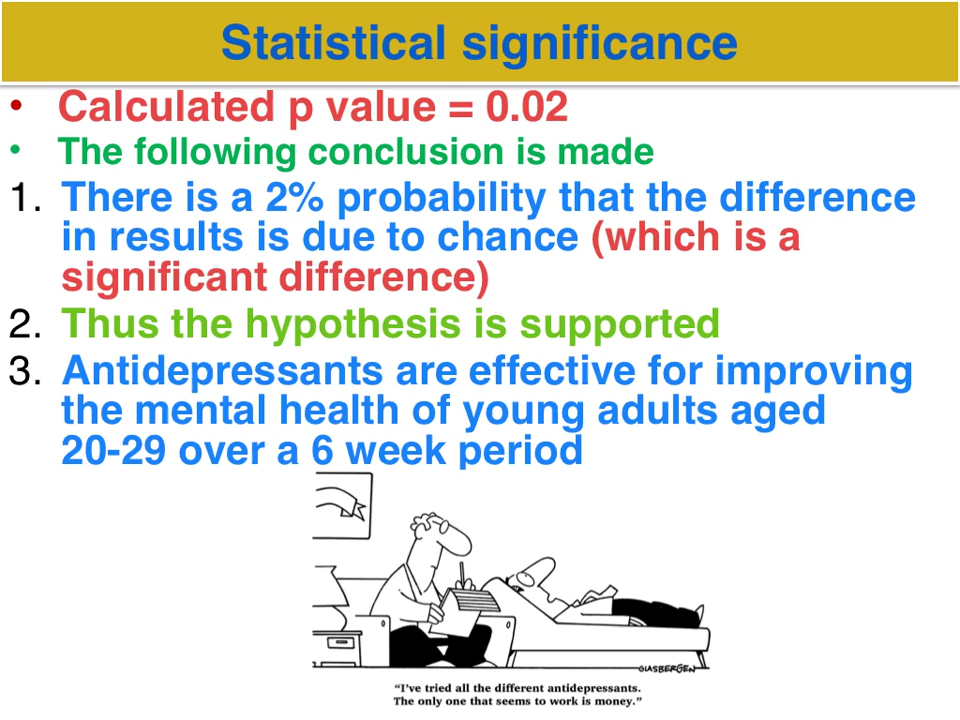 Statistical significance
• Calculated p value = 0.02
• The following conclusion is made
1. There is a 2% probability that the difference
in results is due to chance (which is a
significant difference)
2. Thus the hypothesis is supported
3. Antidepressants are effective for improving
the mental health of young adults aged
20-29 over a 6 week period
GLASBERGEN
“I’ve tried all the different antidepressants.
The only one that seems to work is money.”